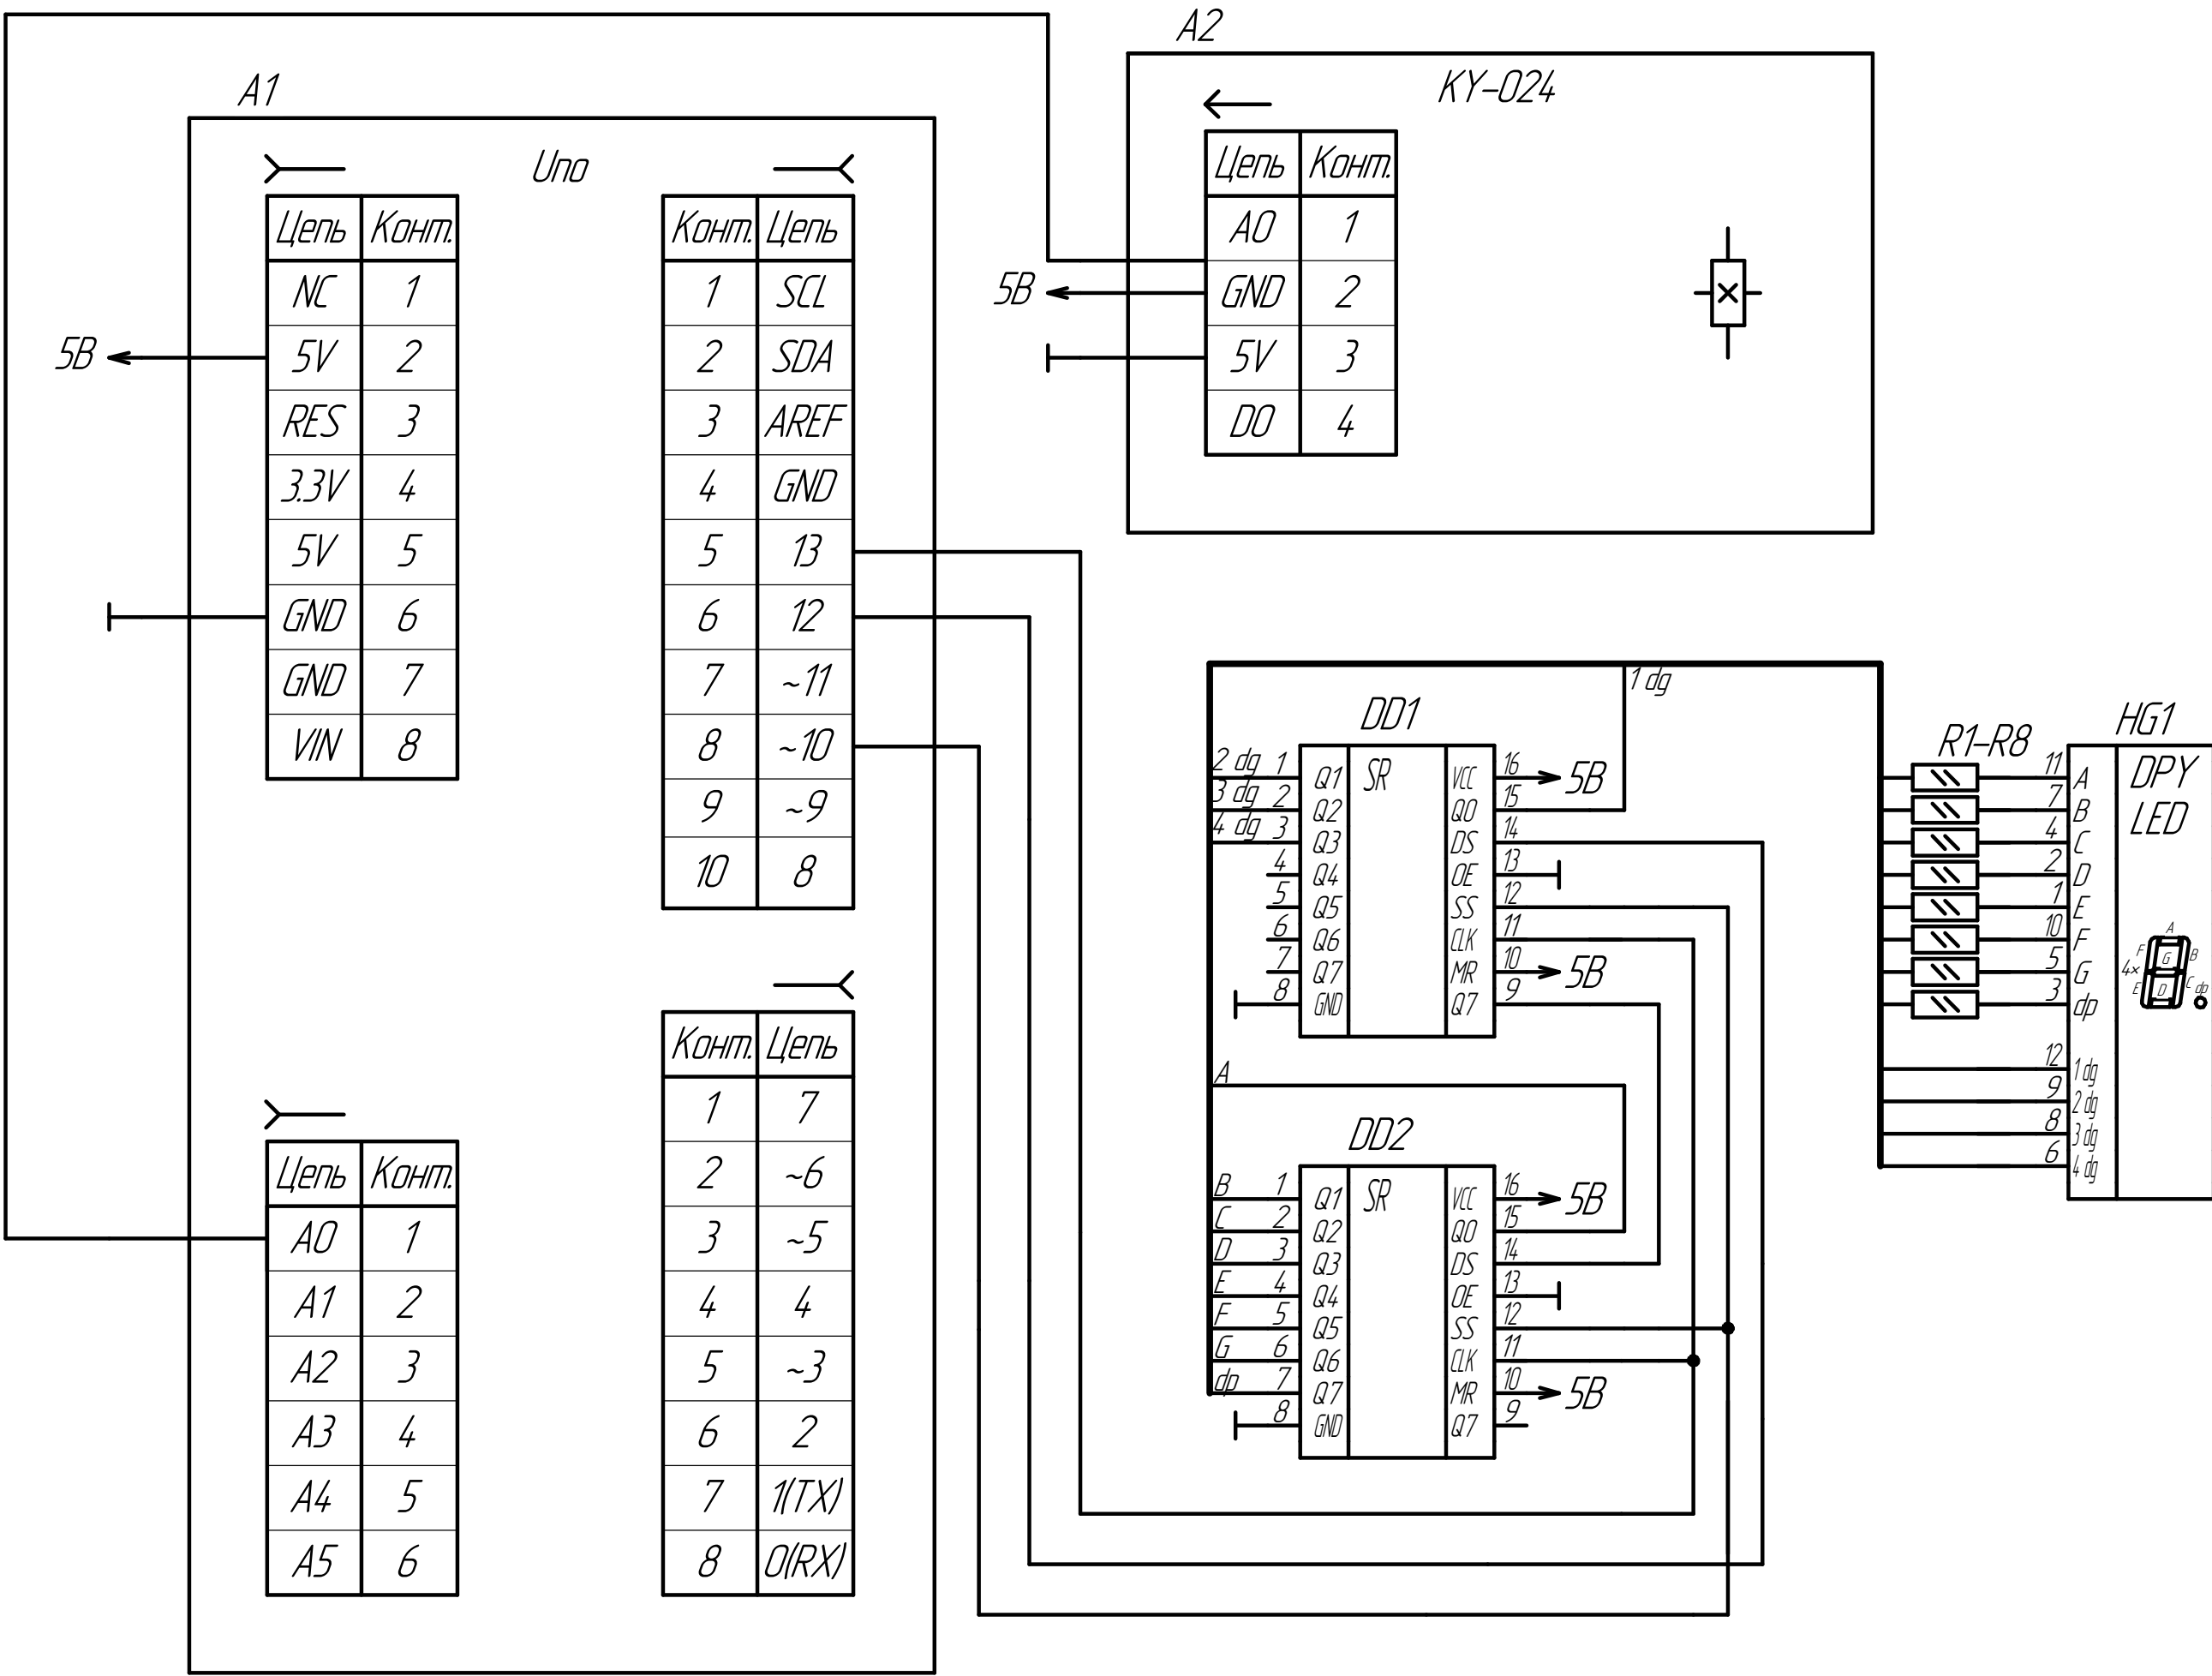 A1
Uno
Цепь Конт.
NC 1
5В
5V 2
RES 3
3.3V 4
5V 5
GND 6
GND 7
VIN 8
Конт. Цепь
1 SCL
2 SDA
3 AREF
4 GND
5 13
6 12
7 ~11
8 ~10
9 ~9
10 8
Цепь Конт.
A0 1
A1 2
A2 3
A3 4
A4 5
A5 6
Конт. Цепь
1 7
2 ~6
3 ~5
4 4
5 ~3
6 2
7 1(TX)
8 0(RX)
A2
KY-024
Цепь Конт.
A0 1
5В
GND 2
5V 3
D0 4
1 dg
DD1
SR
2 dg 1 Q1 VCC 16 5В
3 dg 2 Q2 Q0 15
4 dg 3 Q3 DS 14
4 Q4 OE 13
5 Q5 SS 12
6 Q6 CLK 11
7 Q7 MR 10 5В
8 GND Q7 9
A
DD2
SR
B 1 Q1 VCC 16 5В
C 2 Q2 Q0 15
D 3 Q3 DS 14
E 4 Q4 OE 13
F 5 Q5 SS 12
G 6 Q6 CLK 11
dp 7 Q7 MR 10 5В
8 GND Q7 9
R1-R8
HG1
DPY
LED
11 A
7 B
4 C
2 D
1 E
10 F
5 G
3 dp
12 1 dg
9 2 dg
8 3 dg
6 4 dg
A
F G B
4×
E D C dp